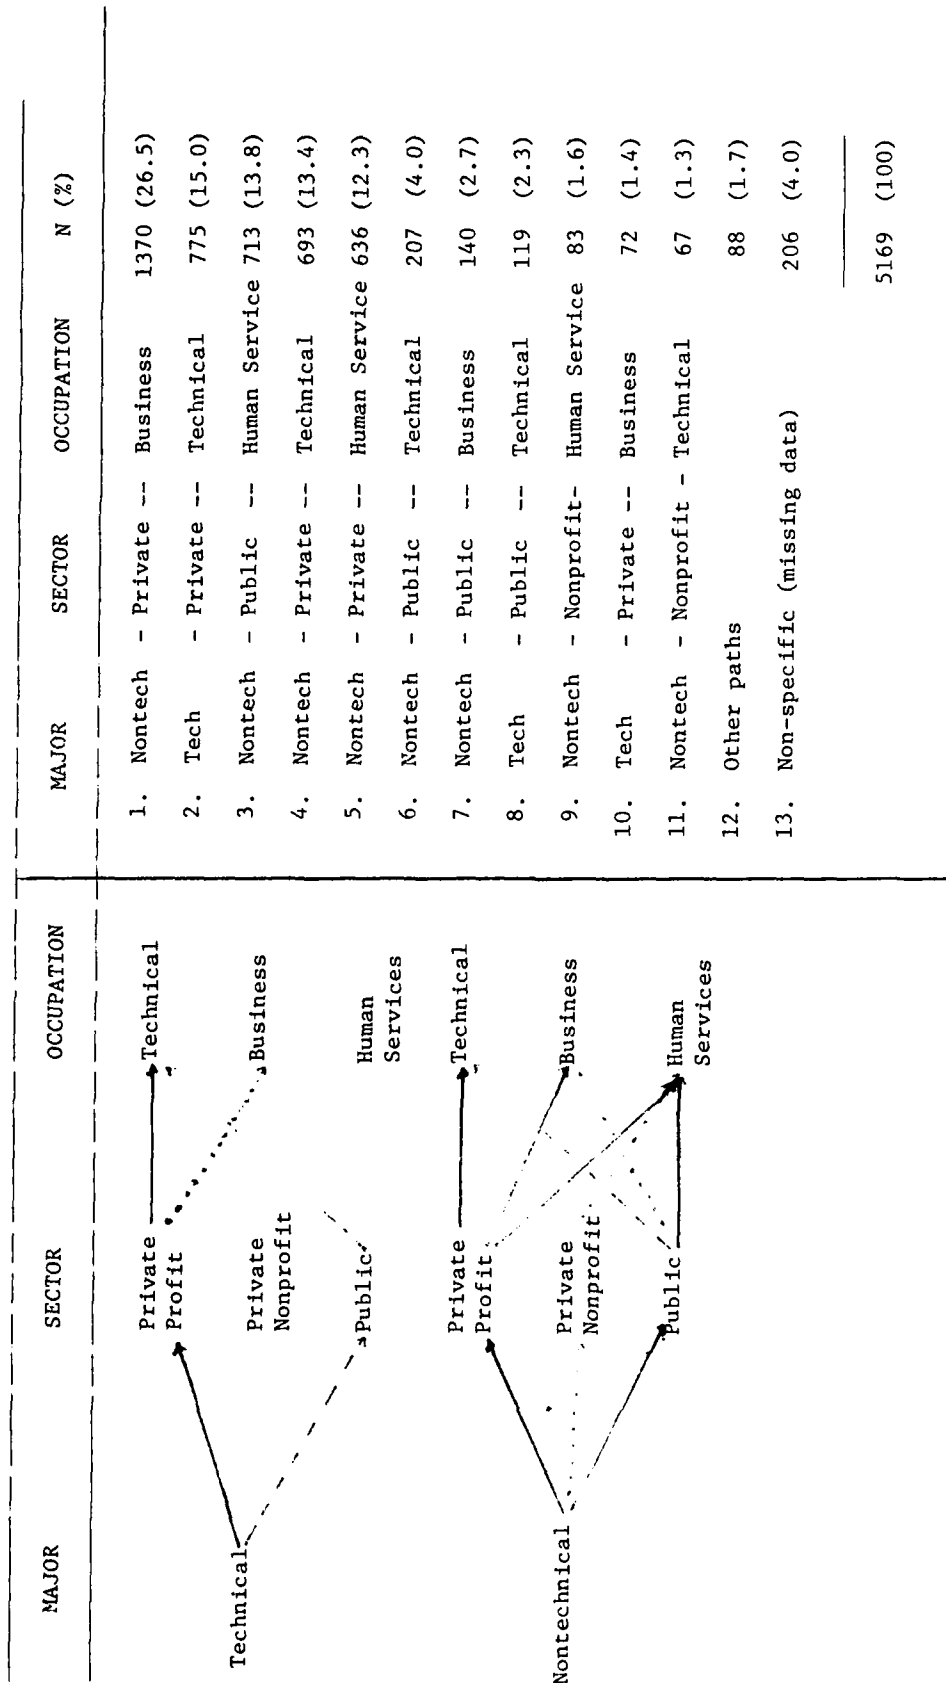 MAJOR SECTOR OCCUPATION
Technical
Private Profit
Private Nonprofit
Public
Technical
Business
Human Services
Nontechnical
Private Profit
Private Nonprofit
Public
Technical
Business
Human Services
MAJOR SECTOR OCCUPATION N (%)
1. Nontech - Private -- Business 1370 (26.5)
2. Tech - Private -- Technical 775 (15.0)
3. Nontech - Public -- Human Service 713 (13.8)
4. Nontech - Private -- Technical 693 (13.4)
5. Nontech - Private -- Human Service 636 (12.3)
6. Nontech - Public -- Technical 207 (4.0)
7. Nontech - Public -- Business 140 (2.7)
8. Tech - Public -- Technical 119 (2.3)
9. Nontech - Nonprofit- Human Service 83 (1.6)
10. Tech - Private -- Business 72 (1.4)
11. Nontech - Nonprofit - Technical 67 (1.3)
12. Other paths 88 (1.7)
13. Non-specific (missing data) 206 (4.0)
5169 (100)